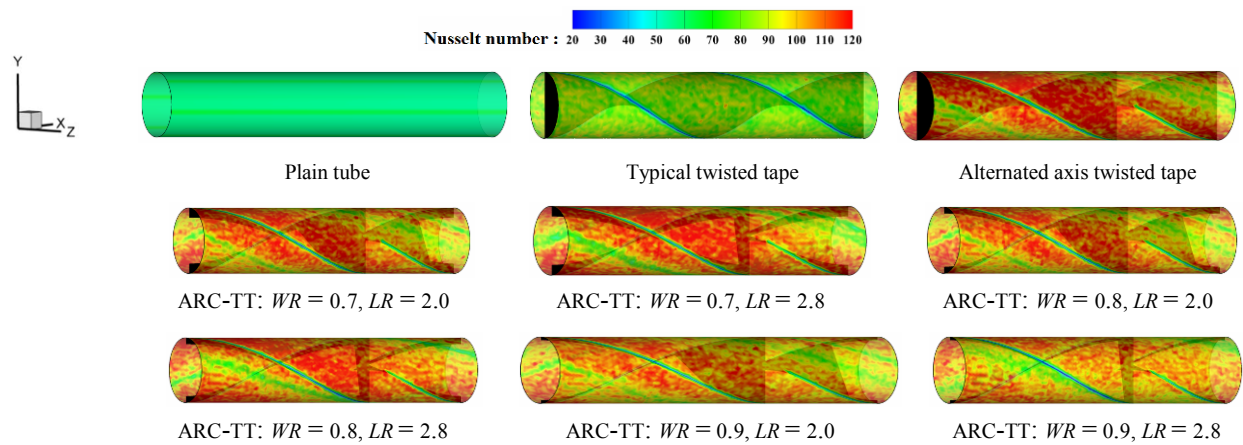 Nusselt number : 20 30 40 50 60 70 80 90 100 110 120
Y
X
Z
Plain tube
Typical twisted tape
Alternated axis twisted tape
ARC-TT: WR = 0.7, LR = 2.0
ARC-TT: WR = 0.7, LR = 2.8
ARC-TT: WR = 0.8, LR = 2.0
ARC-TT: WR = 0.8, LR = 2.8
ARC-TT: WR = 0.9, LR = 2.0
ARC-TT: WR = 0.9, LR = 2.8